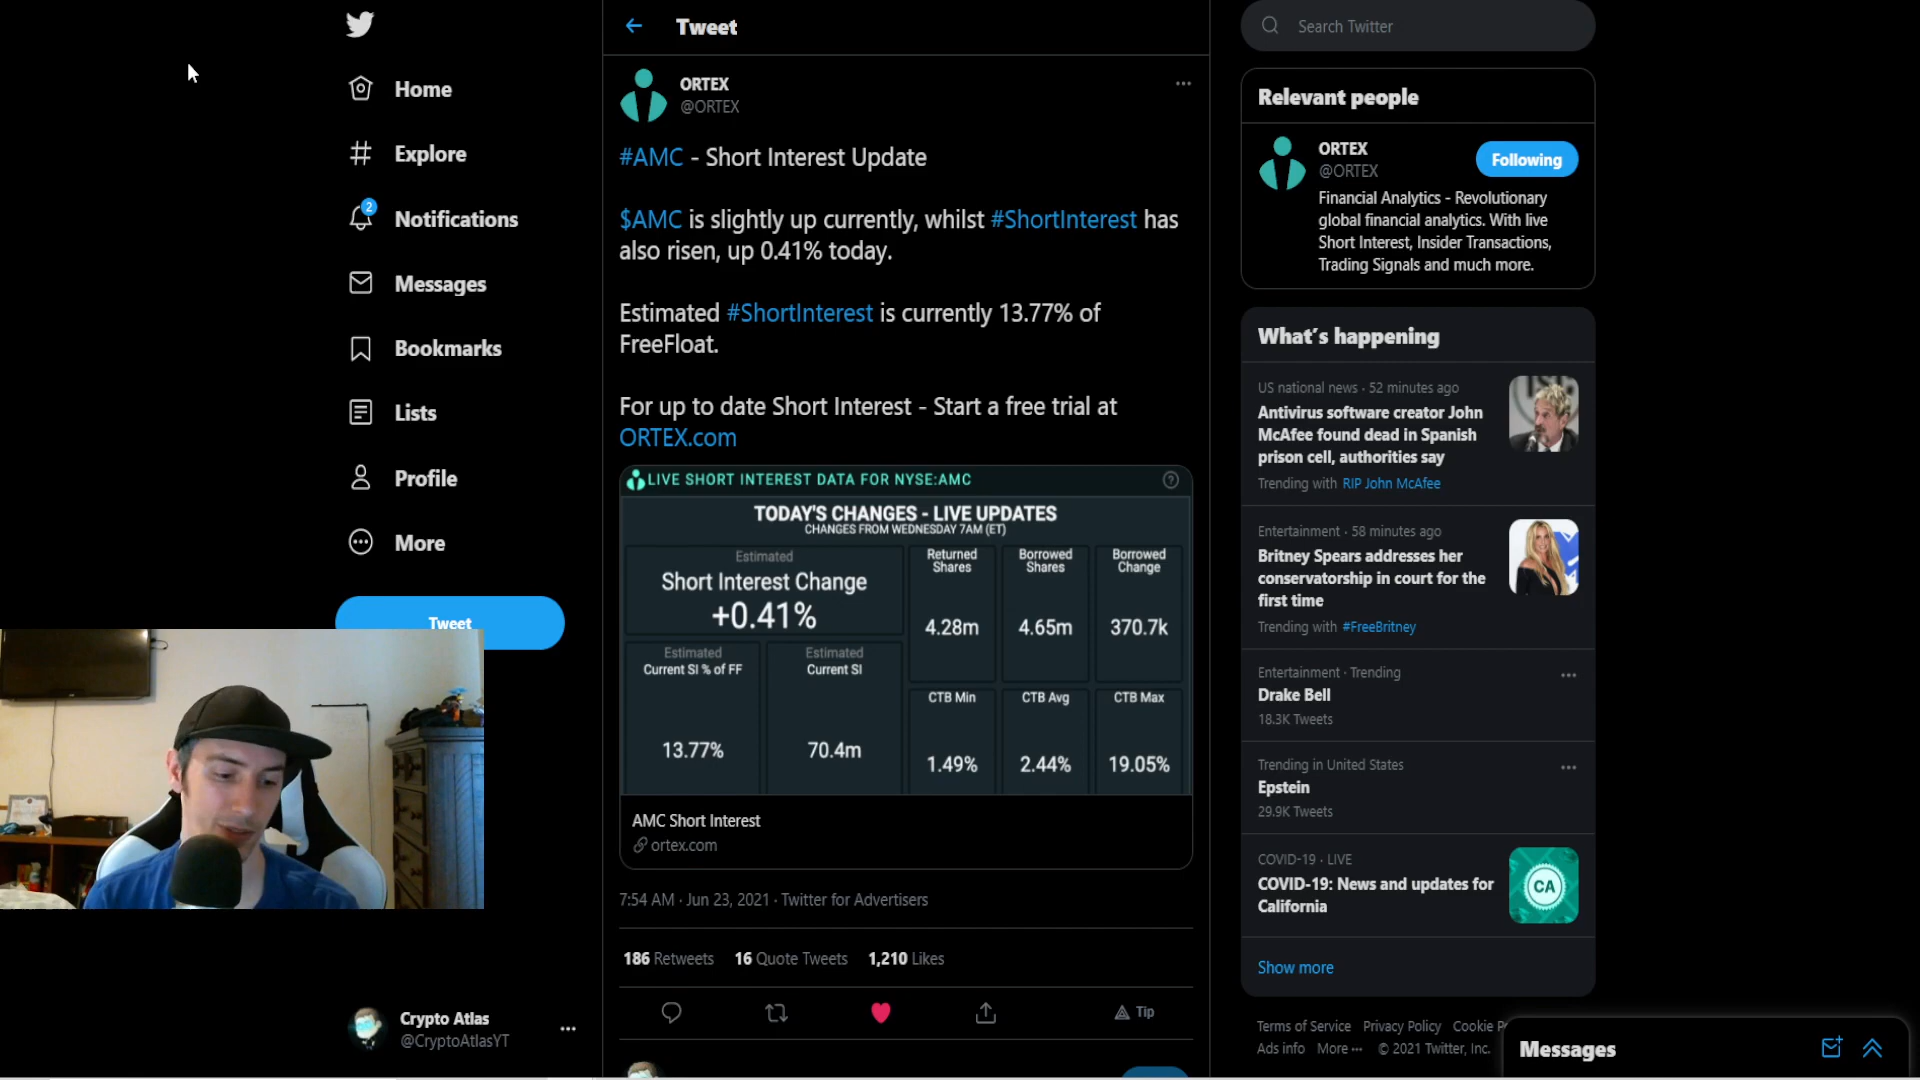 Home
Explore
2
Notifications
Messages
Bookmarks
Lists
Profile
More
Tweet
Crypto Atlas
@CryptoAtlasYT
Tweet
ORTEX
@ORTEX
#AMC - Short Interest Update
$AMC is slightly up currently, whilst #ShortInterest has
also risen, up 0.41% today.
Estimated #ShortInterest is currently 13.77% of
FreeFloat.
For up to date Short Interest - Start a free trial at
ORTEX.com
LIVE SHORT INTEREST DATA FOR NYSE:AMC
TODAY'S CHANGES - LIVE UPDATES
CHANGES FROM WEDNESDAY 7AM (ET)
Estimated
Short Interest Change
+0.41%
Returned
Shares
4.28m
Borrowed
Shares
4.65m
Borrowed
Change
370.7k
Estimated
Current SI % of FF
13.77%
Estimated
Current SI
70.4m
CTB Min
1.49%
CTB Avg
2.44%
CTB Max
19.05%
AMC Short Interest
ortex.com
7:54 AM · Jun 23, 2021 · Twitter for Advertisers
186 Retweets 16 Quote Tweets 1,210 Likes
Tip
Search Twitter
Relevant people
ORTEX
@ORTEX
Following
Financial Analytics - Revolutionary
global financial analytics. With live
Short Interest, Insider Transactions,
Trading Signals and much more.
What's happening
US national news · 52 minutes ago
Antivirus software creator John
McAfee found dead in Spanish
prison cell, authorities say
Trending with RIP John McAfee
Entertainment · 58 minutes ago
Britney Spears addresses her
conservatorship in court for the
first time
Trending with #FreeBritney
Entertainment · Trending
Drake Bell
18.3K Tweets
Trending in United States
Epstein
29.9K Tweets
COVID-19 · LIVE
COVID-19: News and updates for
California
CA
Show more
Terms of Service Privacy Policy Cookie
Ads info More ··· © 2021 Twitter, Inc.
Messages